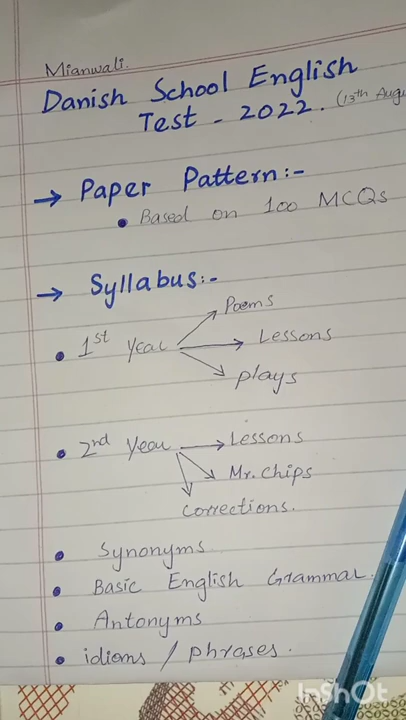 Mianwali.
Danish School English
Test - 2022. (13th Augu
→ Paper Pattern:-
• Based on 100 MCQs
→ Syllabus:-
• 1st Year
Poems
Lessons
plays
• 2nd Year
Lessons
Mr. Chips
Corrections.
• Synonyms
• Basic English Grammar.
• Antonyms
• idioms / phrases.
InShOt